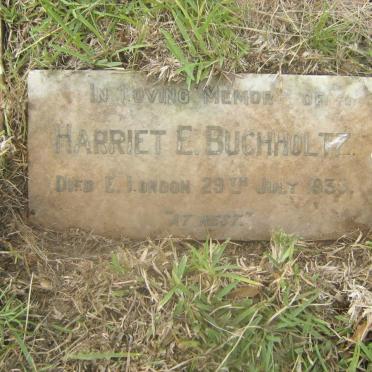 IN LOVING MEMORY OF
HARRIET E. BUCHHOLTZ.
DIED E. LONDON 29TH JULY
"AT REST"